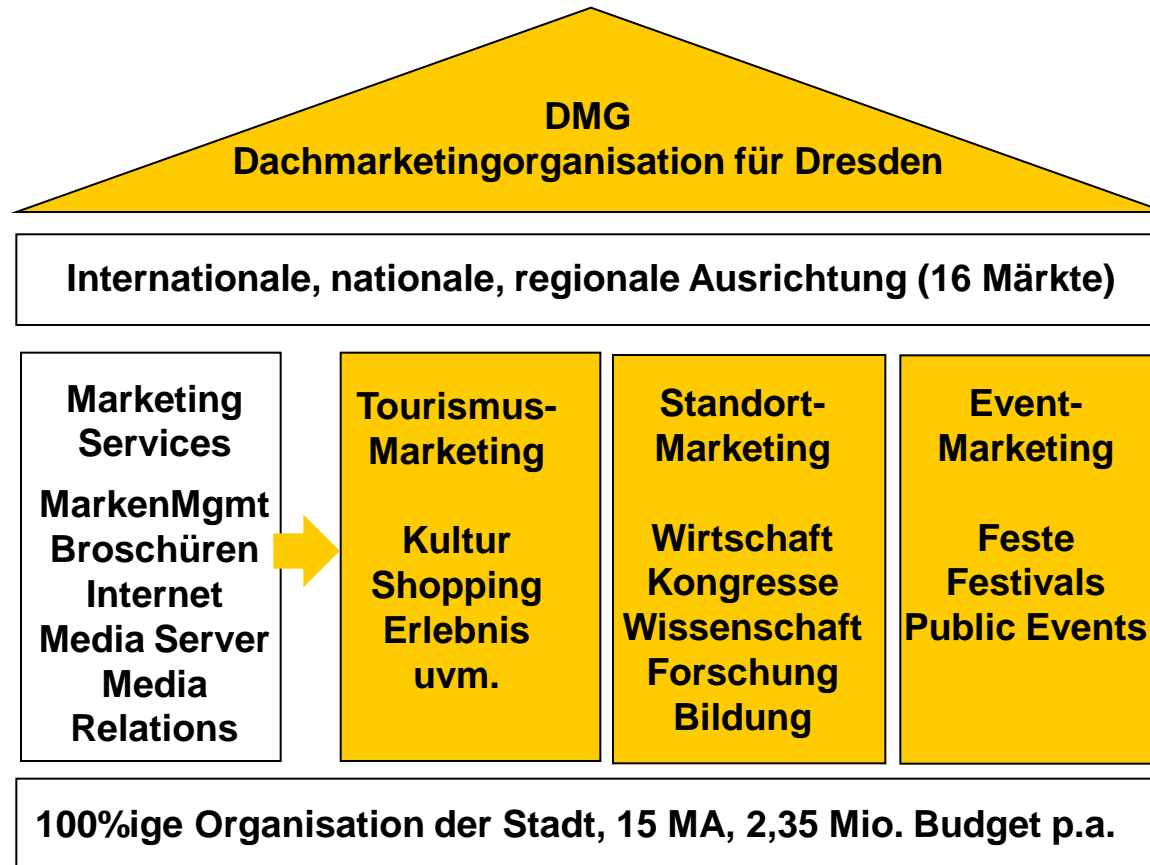 DMG
Dachmarketingorganisation für Dresden
Internationale, nationale, regionale Ausrichtung (16 Märkte)
Marketing
Services
MarkenMgmt
Broschüren
Internet
Media Server
Media
Relations
Tourismus-
Marketing
Kultur
Shopping
Erlebnis
uvm.
Standort-
Marketing
Wirtschaft
Kongresse
Wissenschaft
Forschung
Bildung
Event-
Marketing
Feste
Festivals
Public Events
100%ige Organisation der Stadt, 15 MA, 2,35 Mio. Budget p.a.